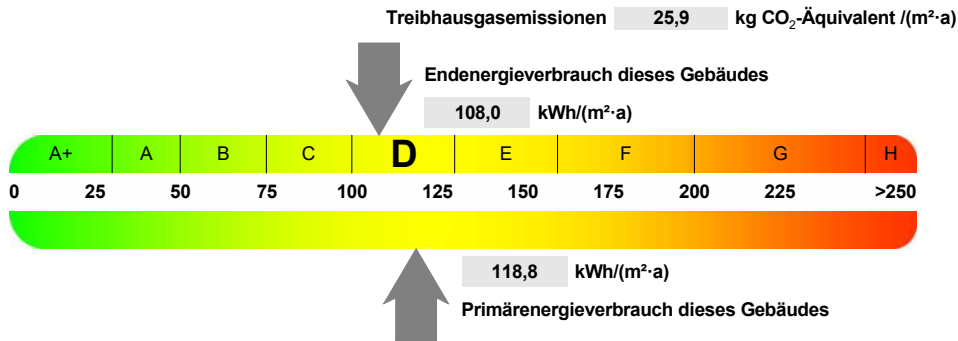 Treibhausgasemissionen 25,9 kg CO₂-Äquivalent /(m²·a)
Endenergieverbrauch dieses Gebäudes
108,0 kWh/(m²·a)
A+ A B C D E F G H
0 25 50 75 100 125 150 175 200 225 >250
118,8 kWh/(m²·a)
Primärenergieverbrauch dieses Gebäudes